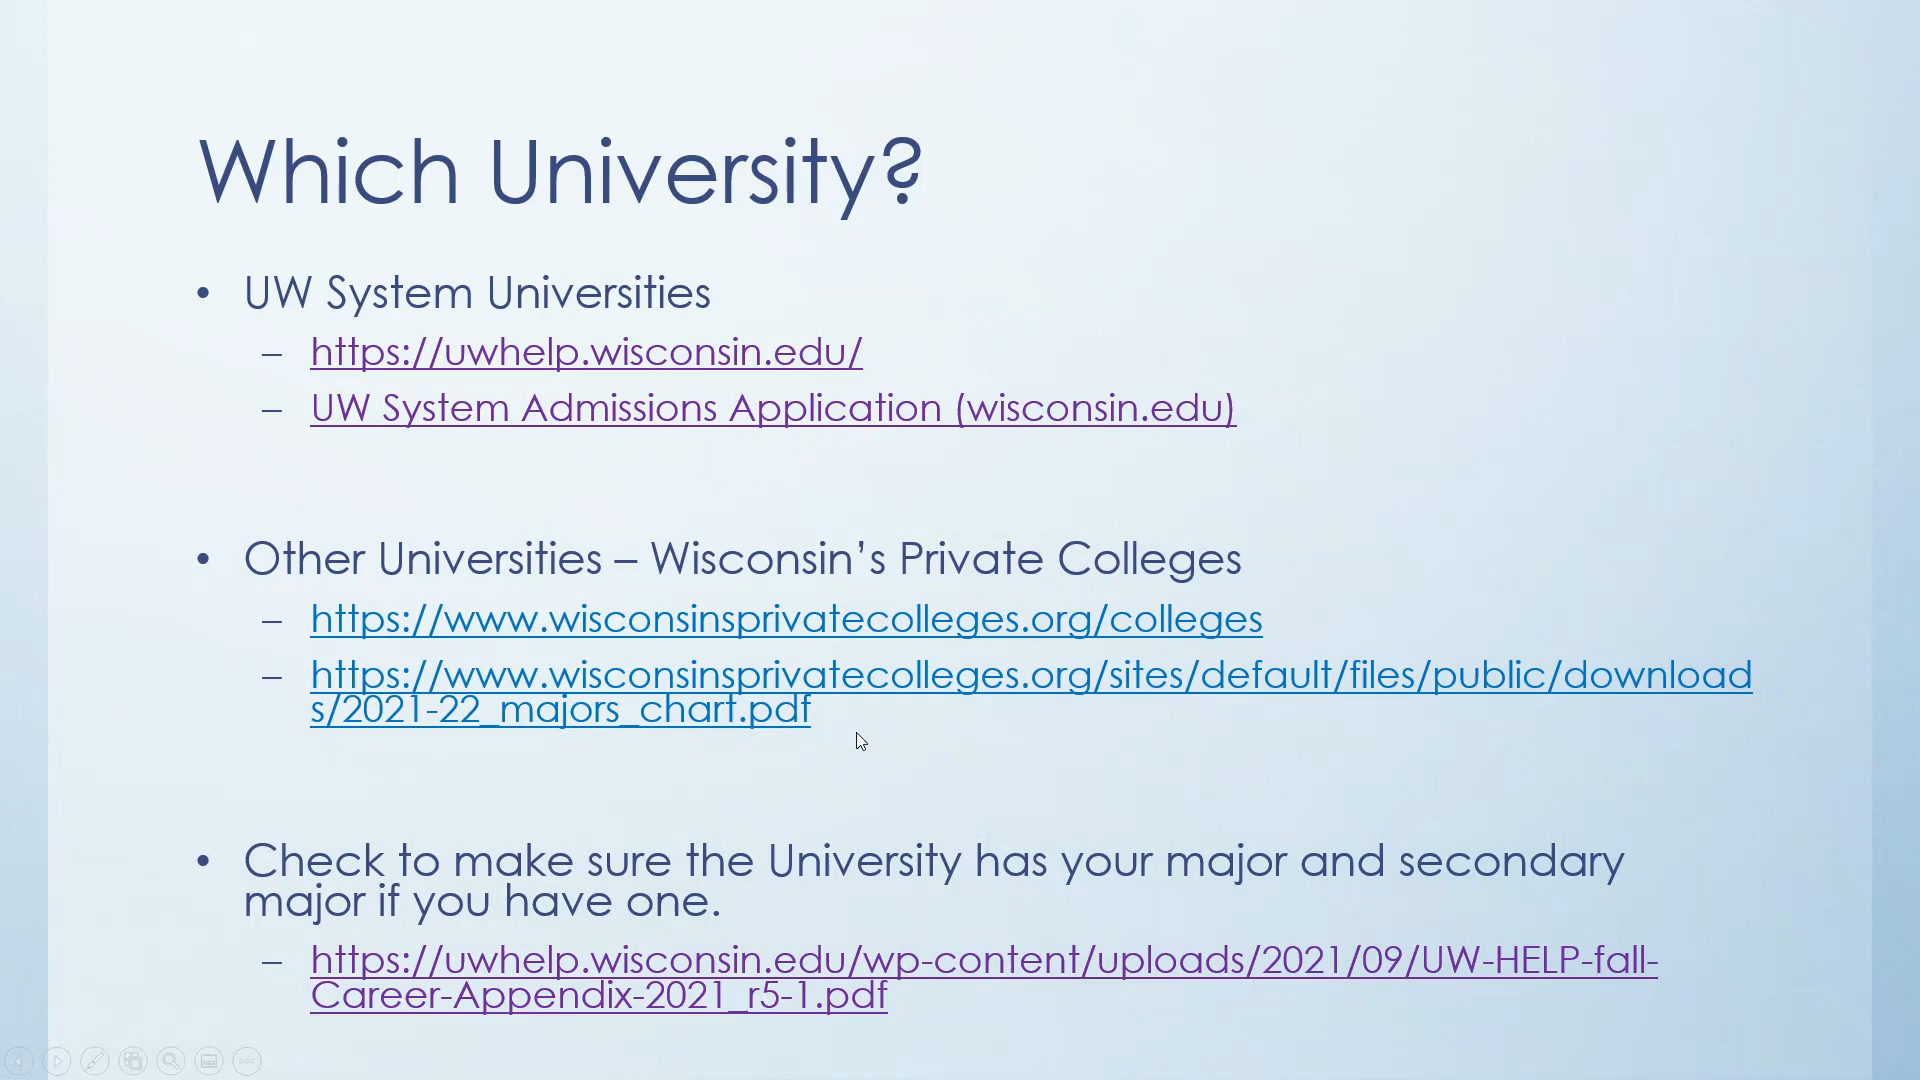 Which University?
• UW System Universities
– https://uwhelp.wisconsin.edu/
– UW System Admissions Application (wisconsin.edu)
• Other Universities – Wisconsin’s Private Colleges
– https://www.wisconsinsprivatecolleges.org/colleges
– https://www.wisconsinsprivatecolleges.org/sites/default/files/public/download
s/2021-22_majors_chart.pdf
• Check to make sure the University has your major and secondary
major if you have one.
– https://uwhelp.wisconsin.edu/wp-content/uploads/2021/09/UW-HELP-fall-
Career-Appendix-2021_r5-1.pdf